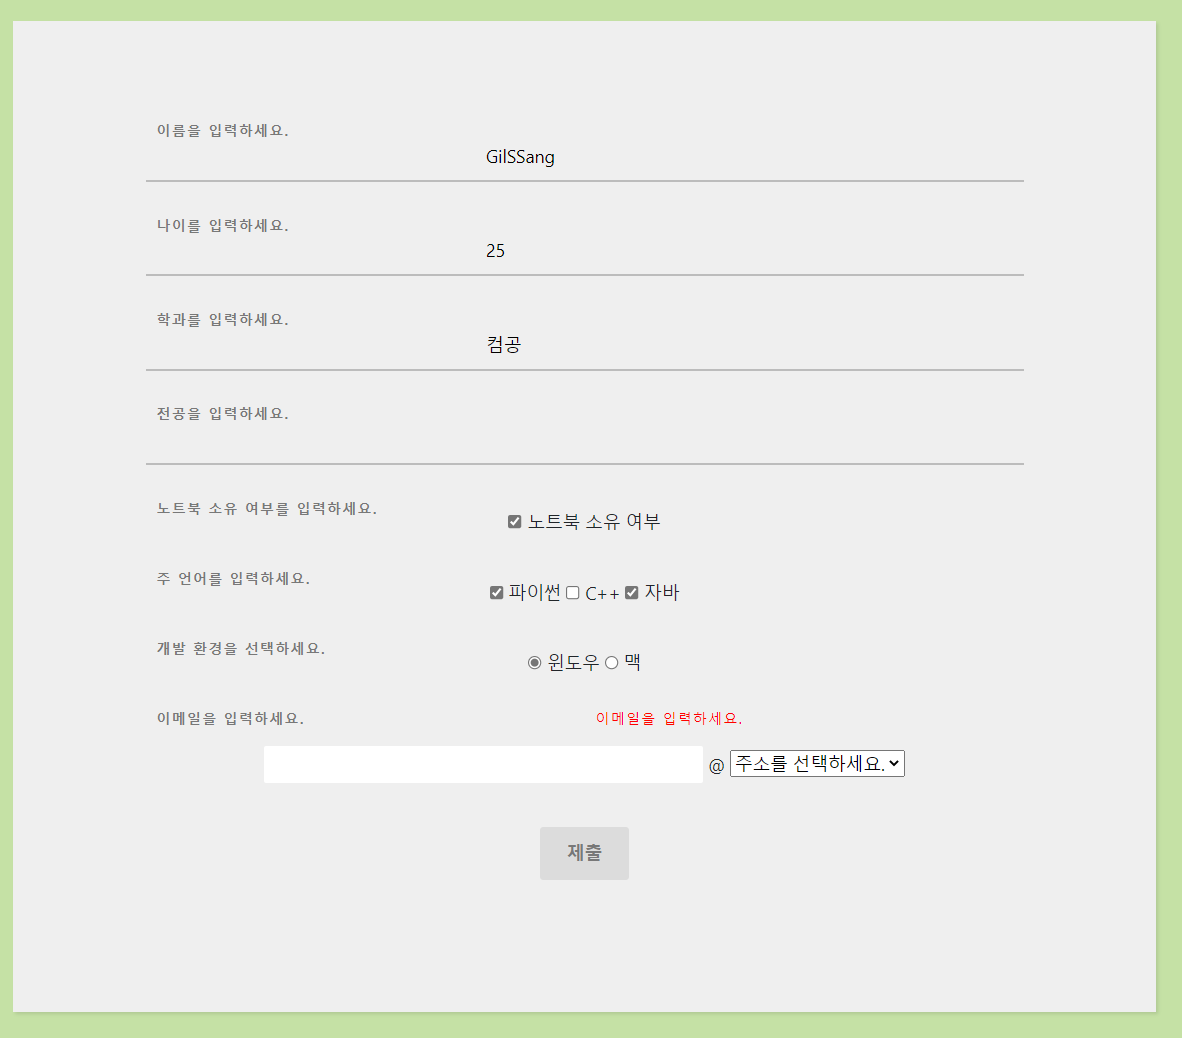 이름을 입력하세요.
GilSSang
나이를 입력하세요.
25
학과를 입력하세요.
컴공
전공을 입력하세요.
노트북 소유 여부를 입력하세요.
노트북 소유 여부
주 언어를 입력하세요.
파이썬 C++ 자바
개발 환경을 선택하세요.
윈도우 맥
이메일을 입력하세요. 이메일을 입력하세요.
@ 주소를 선택하세요.
제출